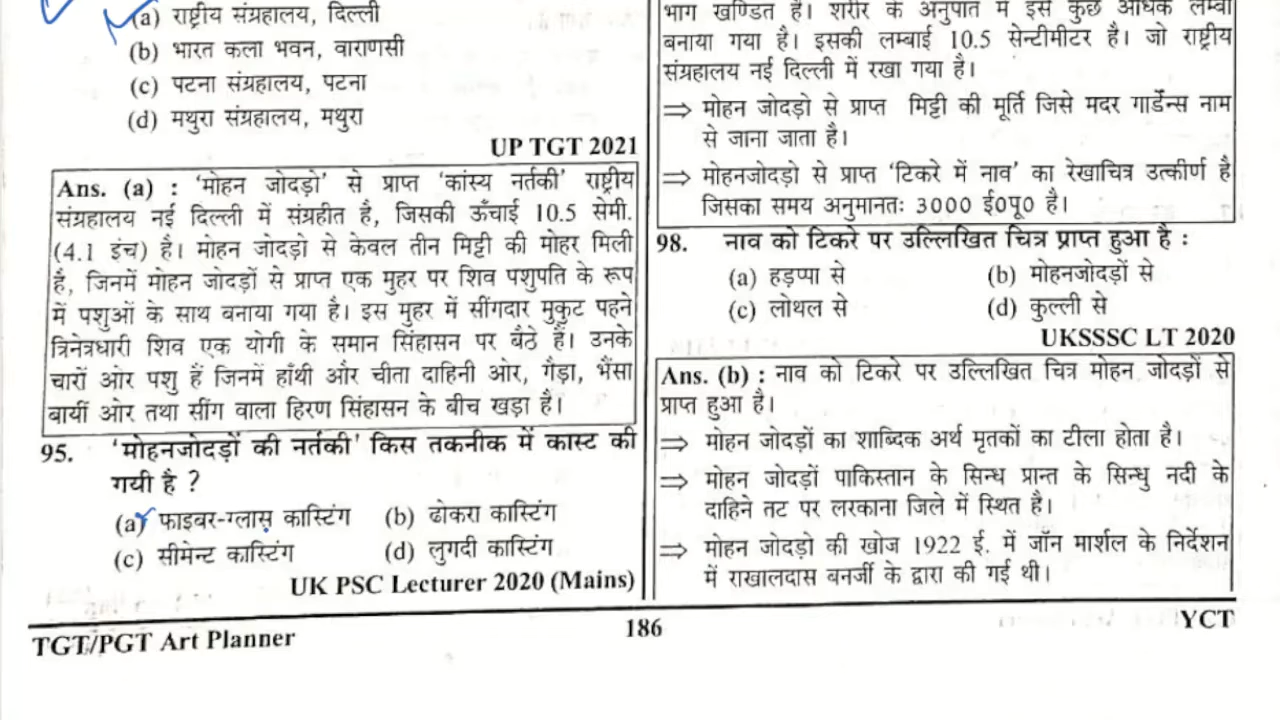 (a) राष्ट्रीय संग्रहालय, दिल्ली
(b) भारत कला भवन, वाराणसी
(c) पटना संग्रहालय, पटना
(d) मथुरा संग्रहालय, मथुरा
UP TGT 2021
Ans. (a) : 'मोहन जोदड़ो' से प्राप्त 'कांस्य नर्तकी' राष्ट्रीय
संग्रहालय नई दिल्ली में संग्रहीत है, जिसकी ऊँचाई 10.5 सेमी.
(4.1 इंच) है। मोहन जोदड़ो से केवल तीन मिट्टी की मोहर मिली
है, जिनमें मोहन जोदड़ों से प्राप्त एक मुहर पर शिव पशुपति के रूप
में पशुओं के साथ बनाया गया है। इस मुहर में सींगदार मुकुट पहने
त्रिनेत्रधारी शिव एक योगी के समान सिंहासन पर बैठे हैं। उनके
चारों ओर पशु हैं जिनमें हाँथी और चीता दाहिनी ओर, गैड़ा, भैंसा
बायीं ओर तथा सींग वाला हिरण सिंहासन के बीच खड़ा है।
95. 'मोहनजोदड़ों की नर्तकी' किस तकनीक में कास्ट की
गयी है ?
(a) फाइबर-ग्लास कास्टिंग (b) ढोकरा कास्टिंग
(c) सीमेन्ट कास्टिंग (d) लुगदी कास्टिंग
UK PSC Lecturer 2020 (Mains)
भाग खण्डित है। शरीर के अनुपात में इसे कुछ अधिक लम्बा
बनाया गया है। इसकी लम्बाई 10.5 सेन्टीमीटर है। जो राष्ट्रीय
संग्रहालय नई दिल्ली में रखा गया है।
⇒ मोहन जोदड़ो से प्राप्त मिट्टी की मूर्ति जिसे मदर गार्डेन्स नाम
से जाना जाता है।
⇒ मोहनजोदड़ो से प्राप्त 'टिकरे में नाव' का रेखाचित्र उत्कीर्ण है
जिसका समय अनुमानतः 3000 ई०पू० है।
98. नाव को टिकरे पर उल्लिखित चित्र प्राप्त हुआ है :
(a) हड़प्पा से (b) मोहनजोदड़ों से
(c) लोथल से (d) कुल्ली से
UKSSSC LT 2020
Ans. (b) : नाव को टिकरे पर उल्लिखित चित्र मोहन जोदड़ों से
प्राप्त हुआ है।
⇒ मोहन जोदड़ों का शाब्दिक अर्थ मृतकों का टीला होता है।
⇒ मोहन जोदड़ों पाकिस्तान के सिन्ध प्रान्त के सिन्धु नदी के
दाहिने तट पर लरकाना जिले में स्थित है।
⇒ मोहन जोदड़ो की खोज 1922 ई. में जॉन मार्शल के निर्देशन
में राखालदास बनर्जी के द्वारा की गई थी।
TGT/PGT Art Planner 186 YCT